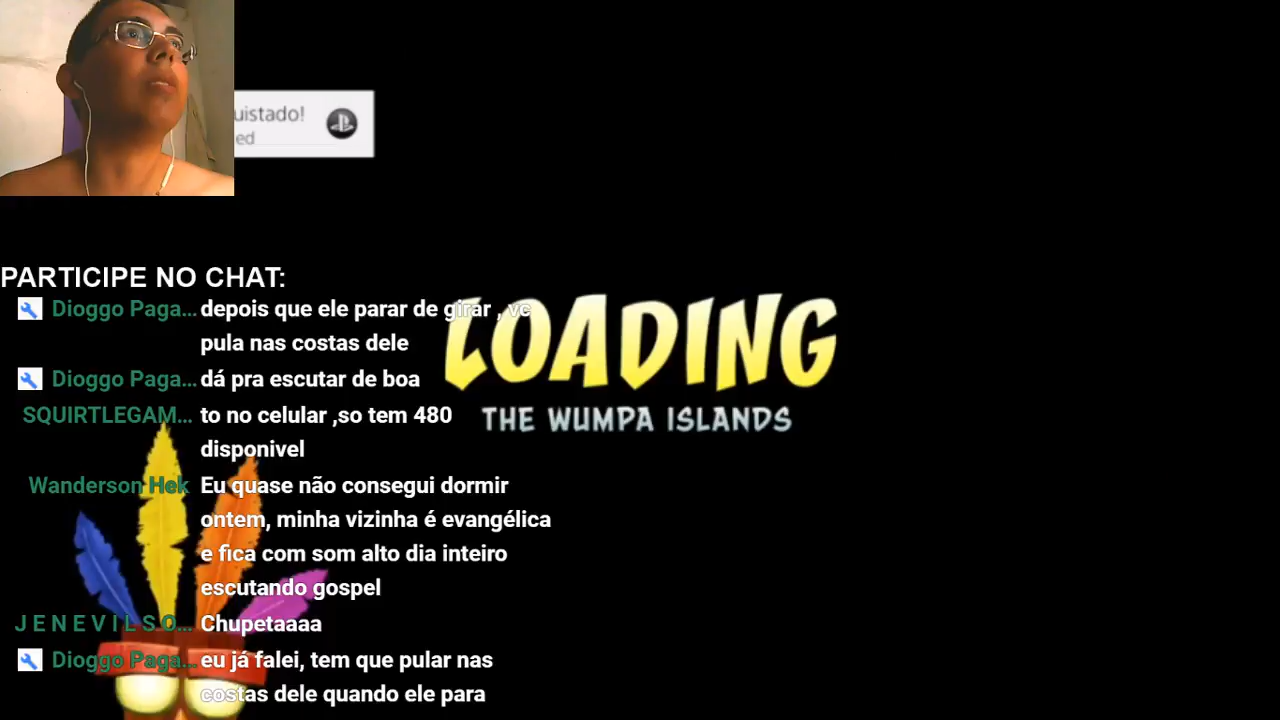 uistado!
ed
PARTICIPE NO CHAT:
Dioggo Paga... depois que ele parar de girar , vc
pula nas costas dele
Dioggo Paga... dá pra escutar de boa
SQUIRTLEGAM... to no celular ,so tem 480
disponivel
Wanderson Hek Eu quase não consegui dormir
ontem, minha vizinha é evangélica
e fica com som alto dia inteiro
escutando gospel
J E N E V I L S O... Chupetaaaa
Dioggo Paga... eu já falei, tem que pular nas
costas dele quando ele para
LOADING
THE WUMPA ISLANDS